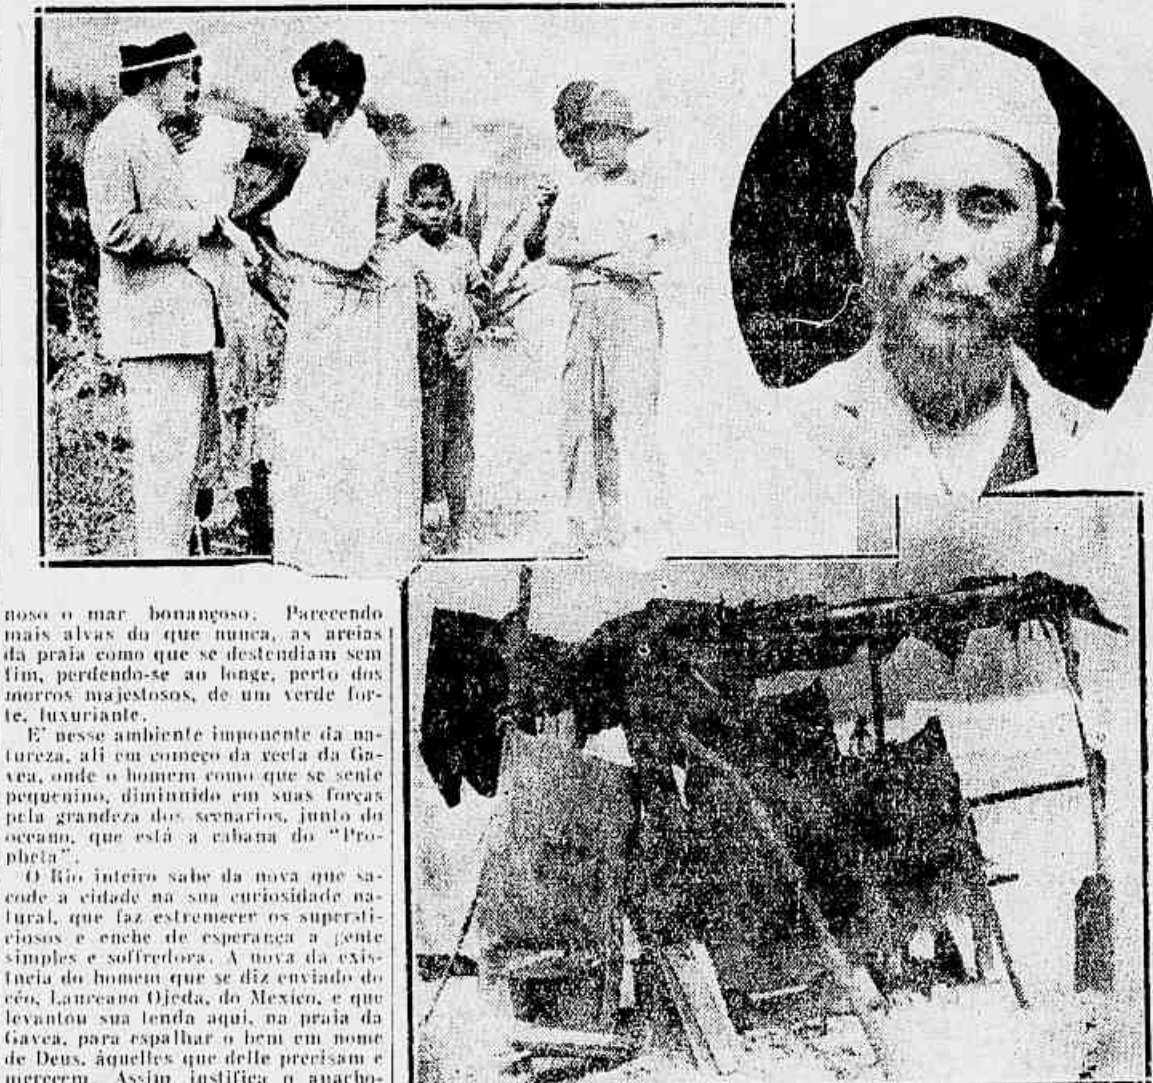 noso o mar bonançoso. Parecendo
mais alvas do que nunca, as areias
da praia como que se destendiam sem
fim, perdendo-se ao longe, perto dos
morros majestosos, de um verde for-
te, luxuriante.
E' nesse ambiente imponente da na-
tureza, ali em começo da recta da Ga-
vea, onde o homem como que se sente
pequenino, diminuido em suas forças
pela grandeza dos scenarios, junto do
oceano, que está a cabana do "Pro-
pheta".
O Rio inteiro sabe da nova que sa-
code a cidade na sua curiosidade na-
tural, que faz estremecer os supersti-
ciosos e enche de esperança a gente
simples e soffredora. A nova da exis-
tncia do homem que se diz enviado do
céo, Laureano Ojeda, do Mexico, e que
levantou sua tenda aqui, na praia da
Gavea, para espalhar o bem em nome
de Deus, áquelles que delle precisam e
merecem. Assim justifica o anacho-